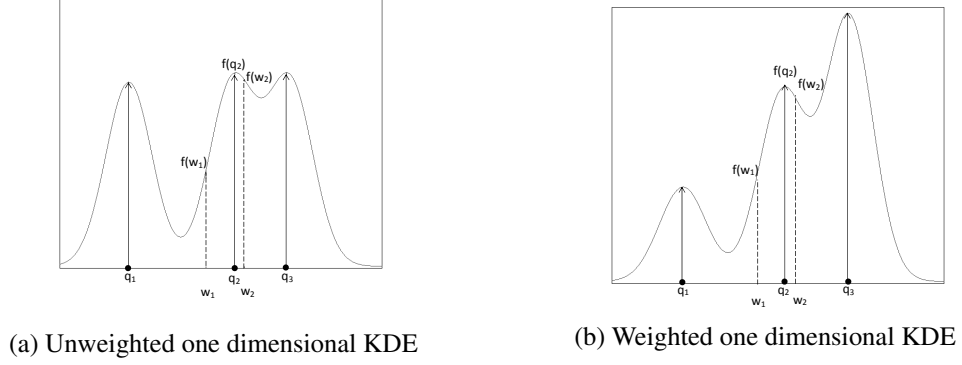 f(q₂)
f(w₂)
f(w₁)
q₁
q₂
q₃
w₁
w₂
(a) Unweighted one dimensional KDE
f(q₂)
f(w₂)
f(w₁)
q₁
q₂
q₃
w₁
w₂
(b) Weighted one dimensional KDE